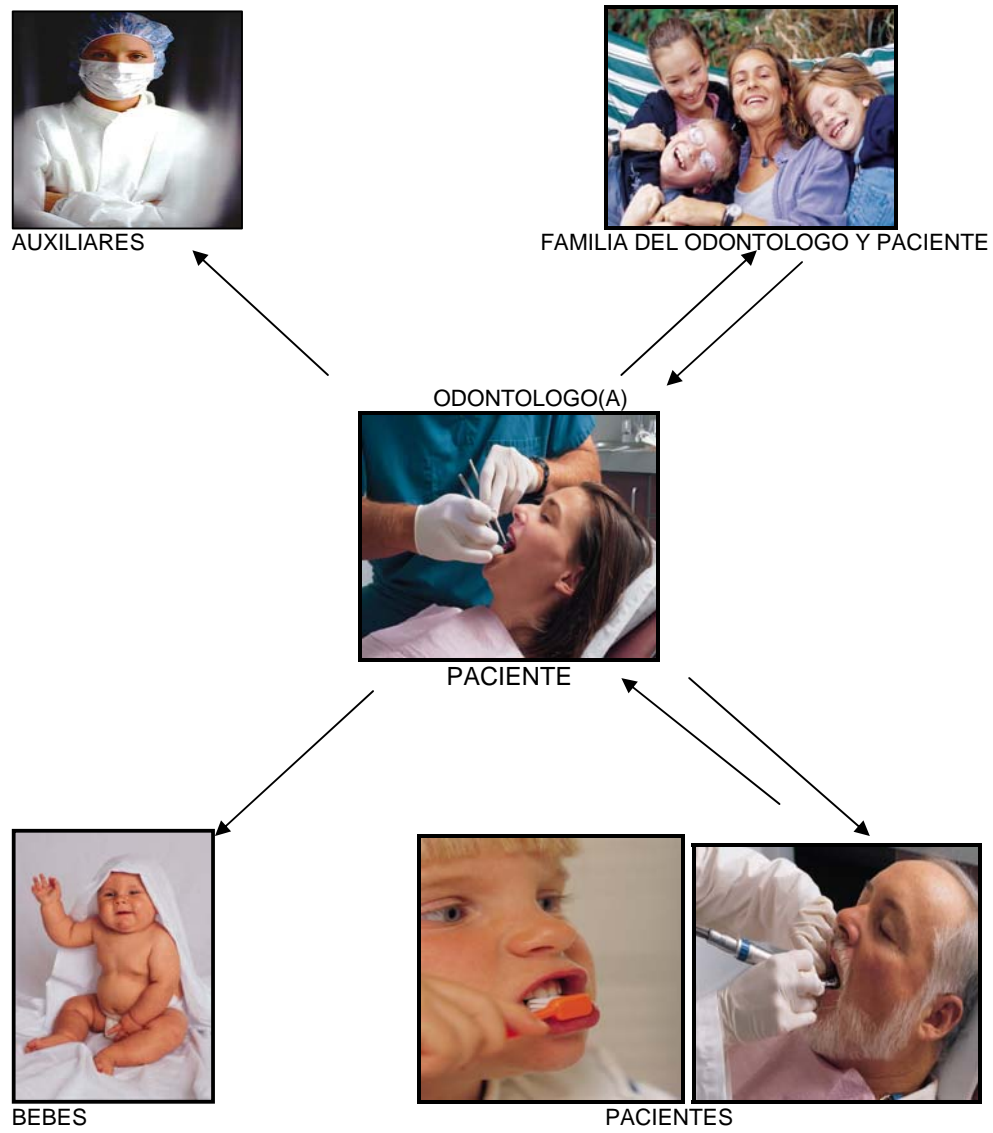 AUXILIARES
FAMILIA DEL ODONTOLOGO Y PACIENTE
ODONTOLOGO(A)
PACIENTE
BEBES
PACIENTES